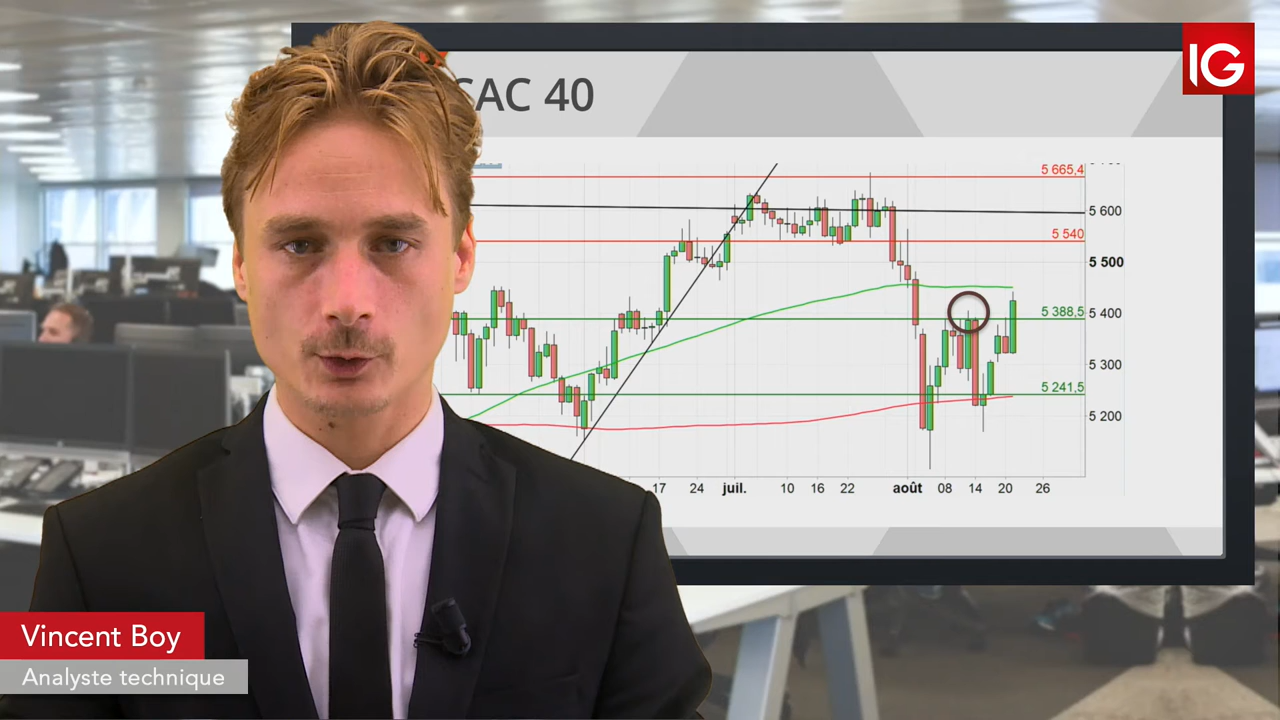 IG
CAC 40
5 665,4
5 600
5 540
5 500
5 388,5
5 400
5 300
5 241,5
5 200
17 24 juil. 10 16 22 août 08 14 20 26
Vincent Boy
Analyste technique